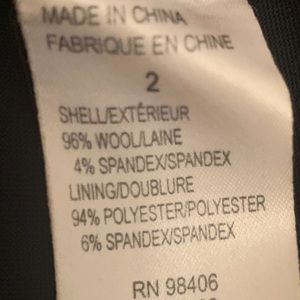 MADE IN CHINA
FABRIQUE EN CHINE
2
SHELL/EXTÉRIEUR
96% WOOL/LAINE
4% SPANDEX/SPANDEX
LINING/DOUBLURE
94% POLYESTER/POLYESTER
6% SPANDEX/SPANDEX
RN 98406